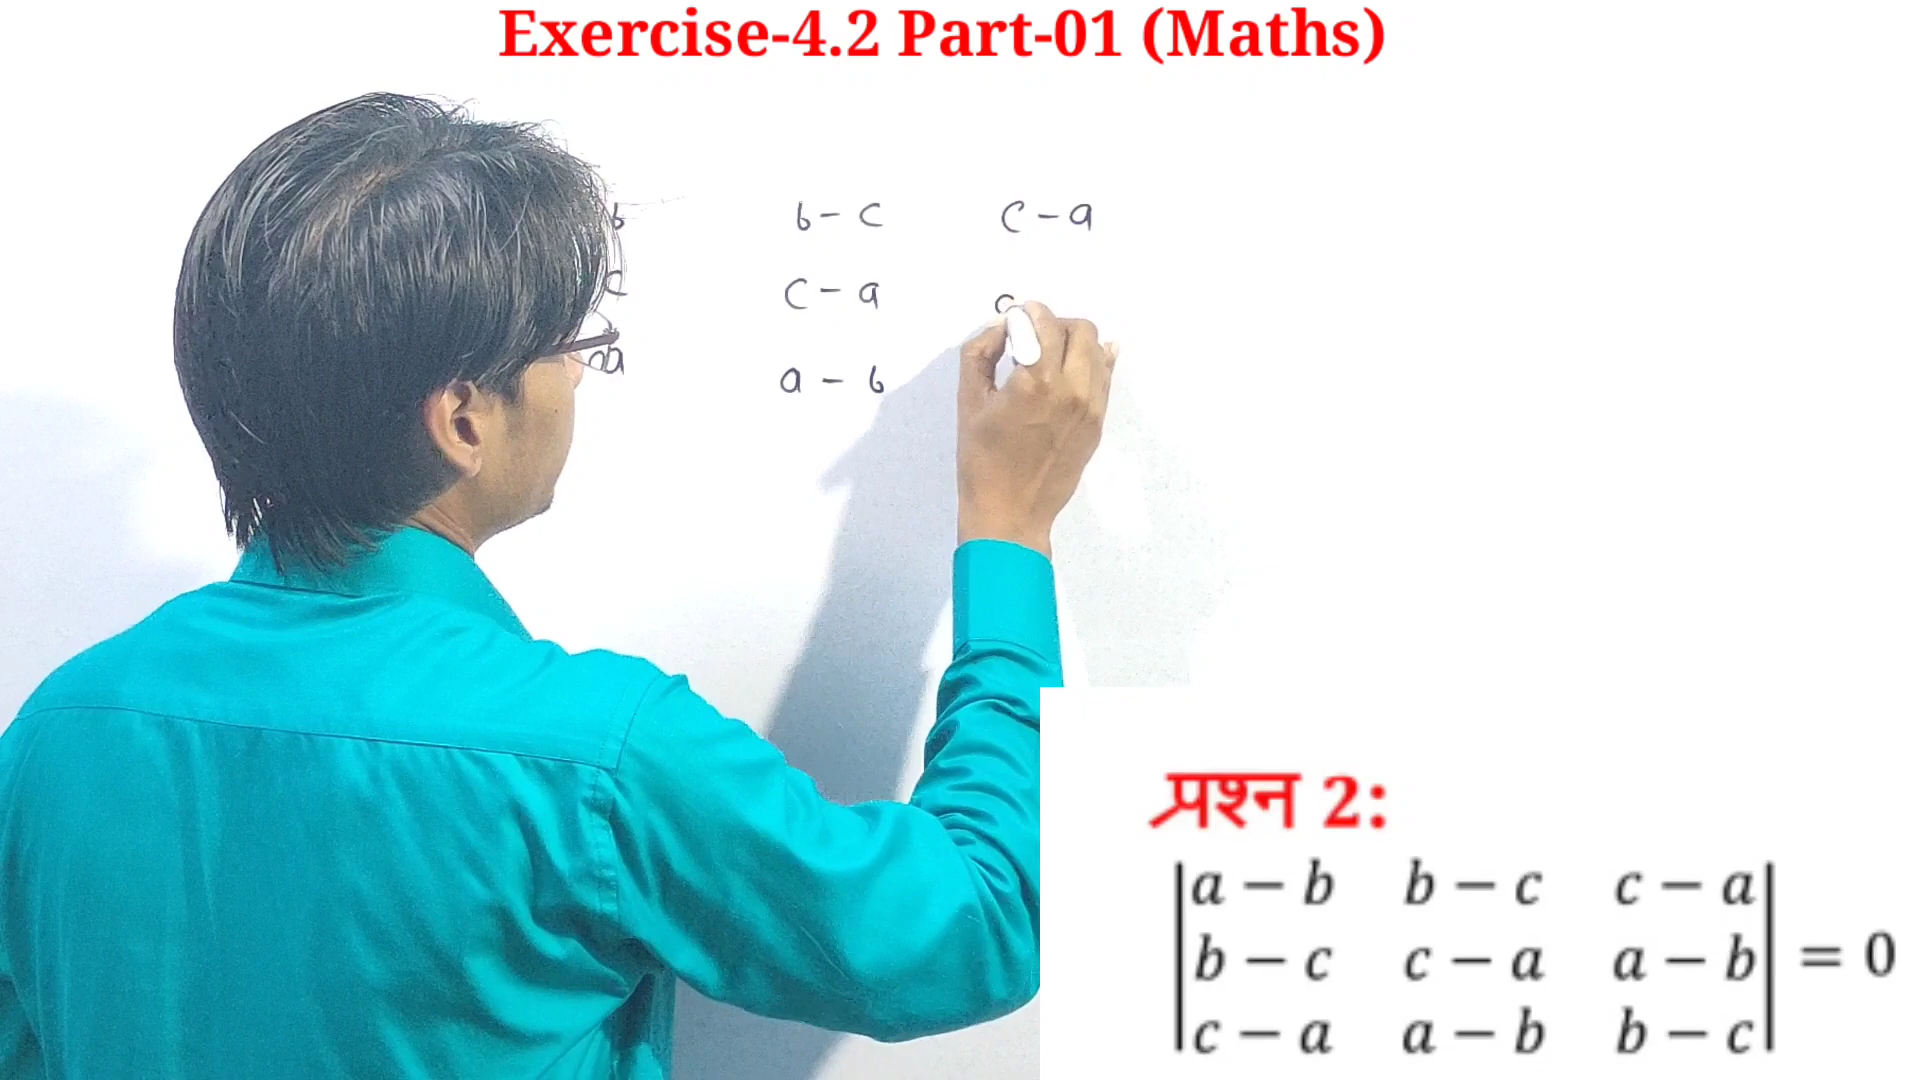 Exercise-4.2 Part-01 (Maths)
b b - c c - a
c c - a a
a a - b
प्रश्न 2:
|a − b b − c c − a|
|b − c c − a a − b| = 0
|c − a a − b b − c|